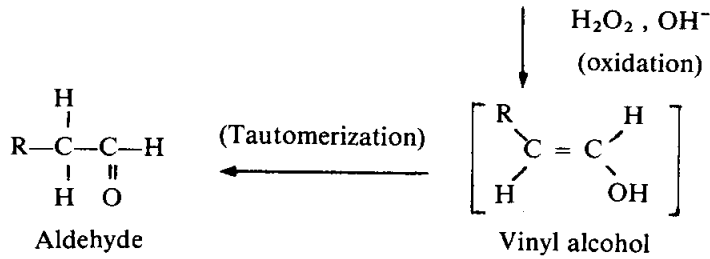 H₂O₂ , OH⁻
(oxidation)
H
R—C—C—H
H O
Aldehyde
(Tautomerization)
R H
C = C
H OH
Vinyl alcohol